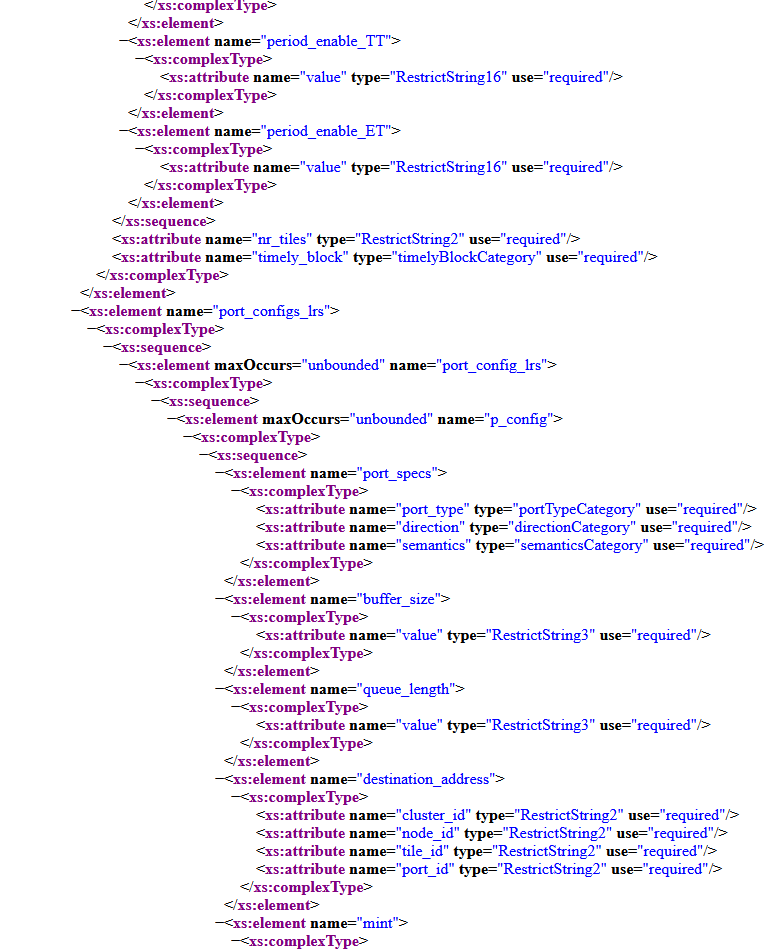 </xs:complexType>
</xs:element>
−<xs:element name="period_enable_TT">
−<xs:complexType>
<xs:attribute name="value" type="RestrictString16" use="required"/>
</xs:complexType>
</xs:element>
−<xs:element name="period_enable_ET">
−<xs:complexType>
<xs:attribute name="value" type="RestrictString16" use="required"/>
</xs:complexType>
</xs:element>
</xs:sequence>
<xs:attribute name="nr_tiles" type="RestrictString2" use="required"/>
<xs:attribute name="timely_block" type="timelyBlockCategory" use="required"/>
</xs:complexType>
</xs:element>
−<xs:element name="port_configs_lrs">
−<xs:complexType>
−<xs:sequence>
−<xs:element maxOccurs="unbounded" name="port_config_lrs">
−<xs:complexType>
−<xs:sequence>
−<xs:element maxOccurs="unbounded" name="p_config">
−<xs:complexType>
−<xs:sequence>
−<xs:element name="port_specs">
−<xs:complexType>
<xs:attribute name="port_type" type="portTypeCategory" use="required"/>
<xs:attribute name="direction" type="directionCategory" use="required"/>
<xs:attribute name="semantics" type="semanticsCategory" use="required"/>
</xs:complexType>
</xs:element>
−<xs:element name="buffer_size">
−<xs:complexType>
<xs:attribute name="value" type="RestrictString3" use="required"/>
</xs:complexType>
</xs:element>
−<xs:element name="queue_length">
−<xs:complexType>
<xs:attribute name="value" type="RestrictString3" use="required"/>
</xs:complexType>
</xs:element>
−<xs:element name="destination_address">
−<xs:complexType>
<xs:attribute name="cluster_id" type="RestrictString2" use="required"/>
<xs:attribute name="node_id" type="RestrictString2" use="required"/>
<xs:attribute name="tile_id" type="RestrictString2" use="required"/>
<xs:attribute name="port_id" type="RestrictString2" use="required"/>
</xs:complexType>
</xs:element>
−<xs:element name="mint">
−<xs:complexType>